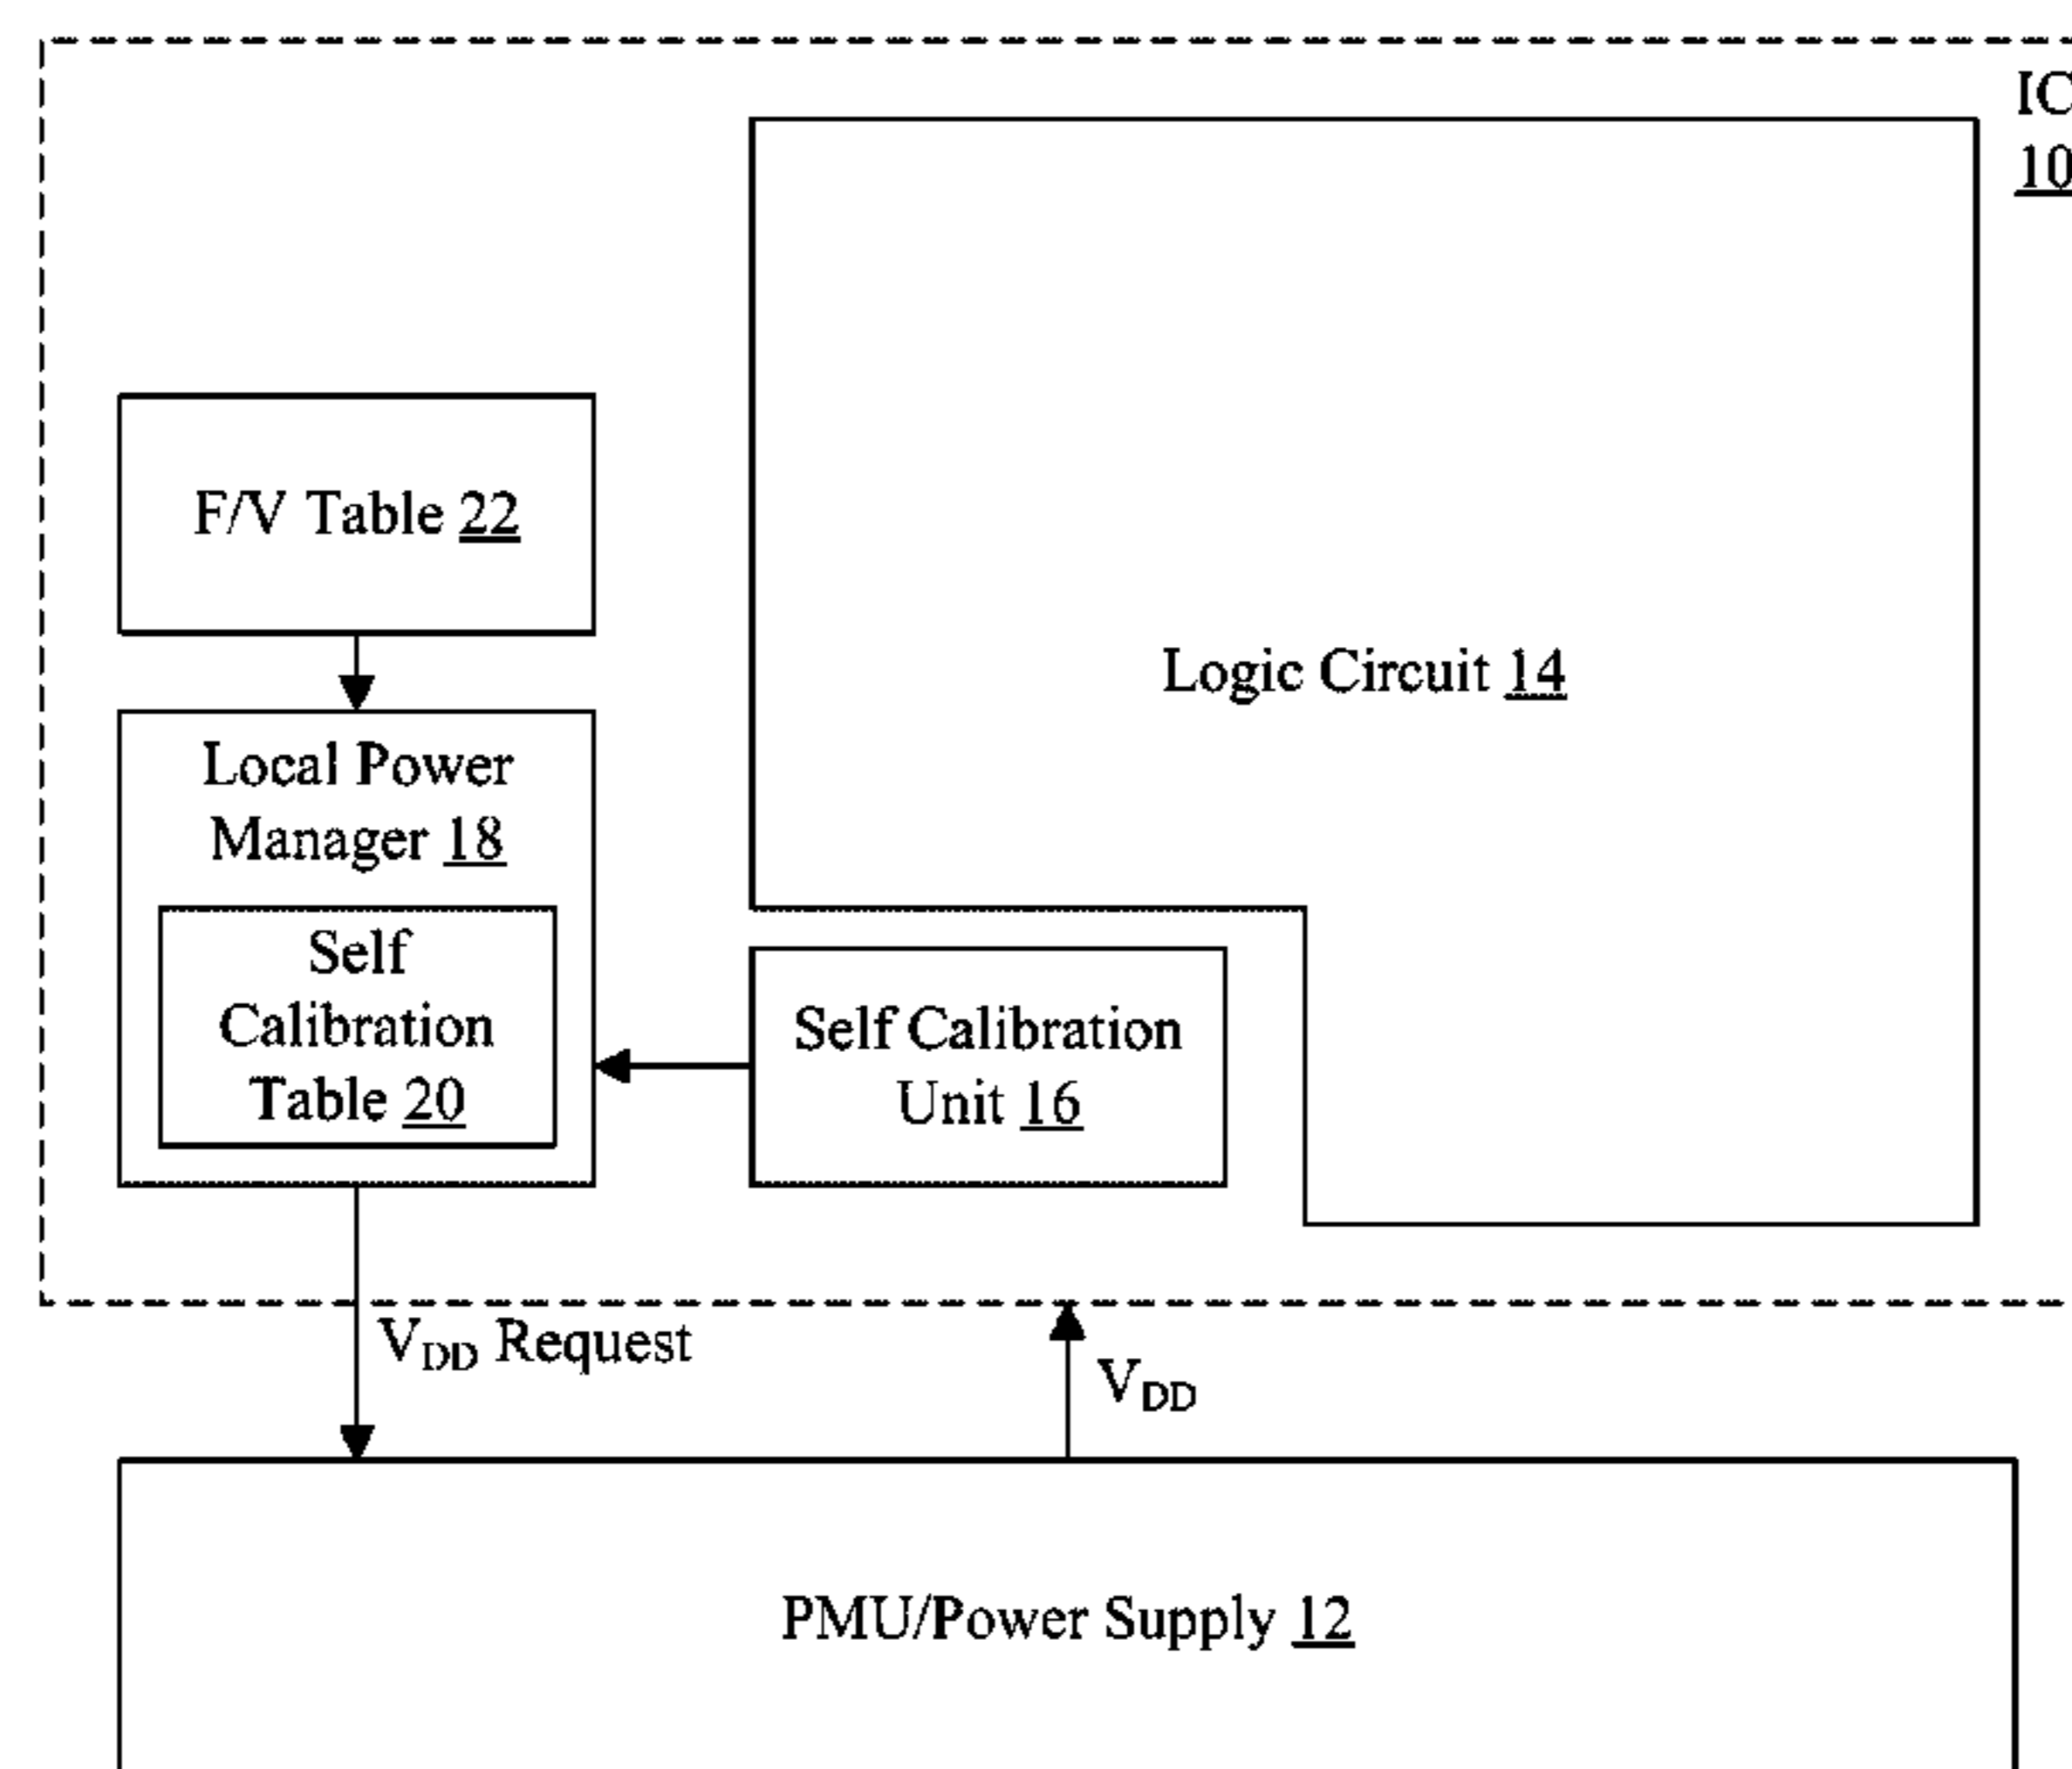 IC
10
F/V Table 22
Logic Circuit 14
Local Power
Manager 18
Self
Calibration
Table 20
Self Calibration
Unit 16
VDD Request
VDD
PMU/Power Supply 12